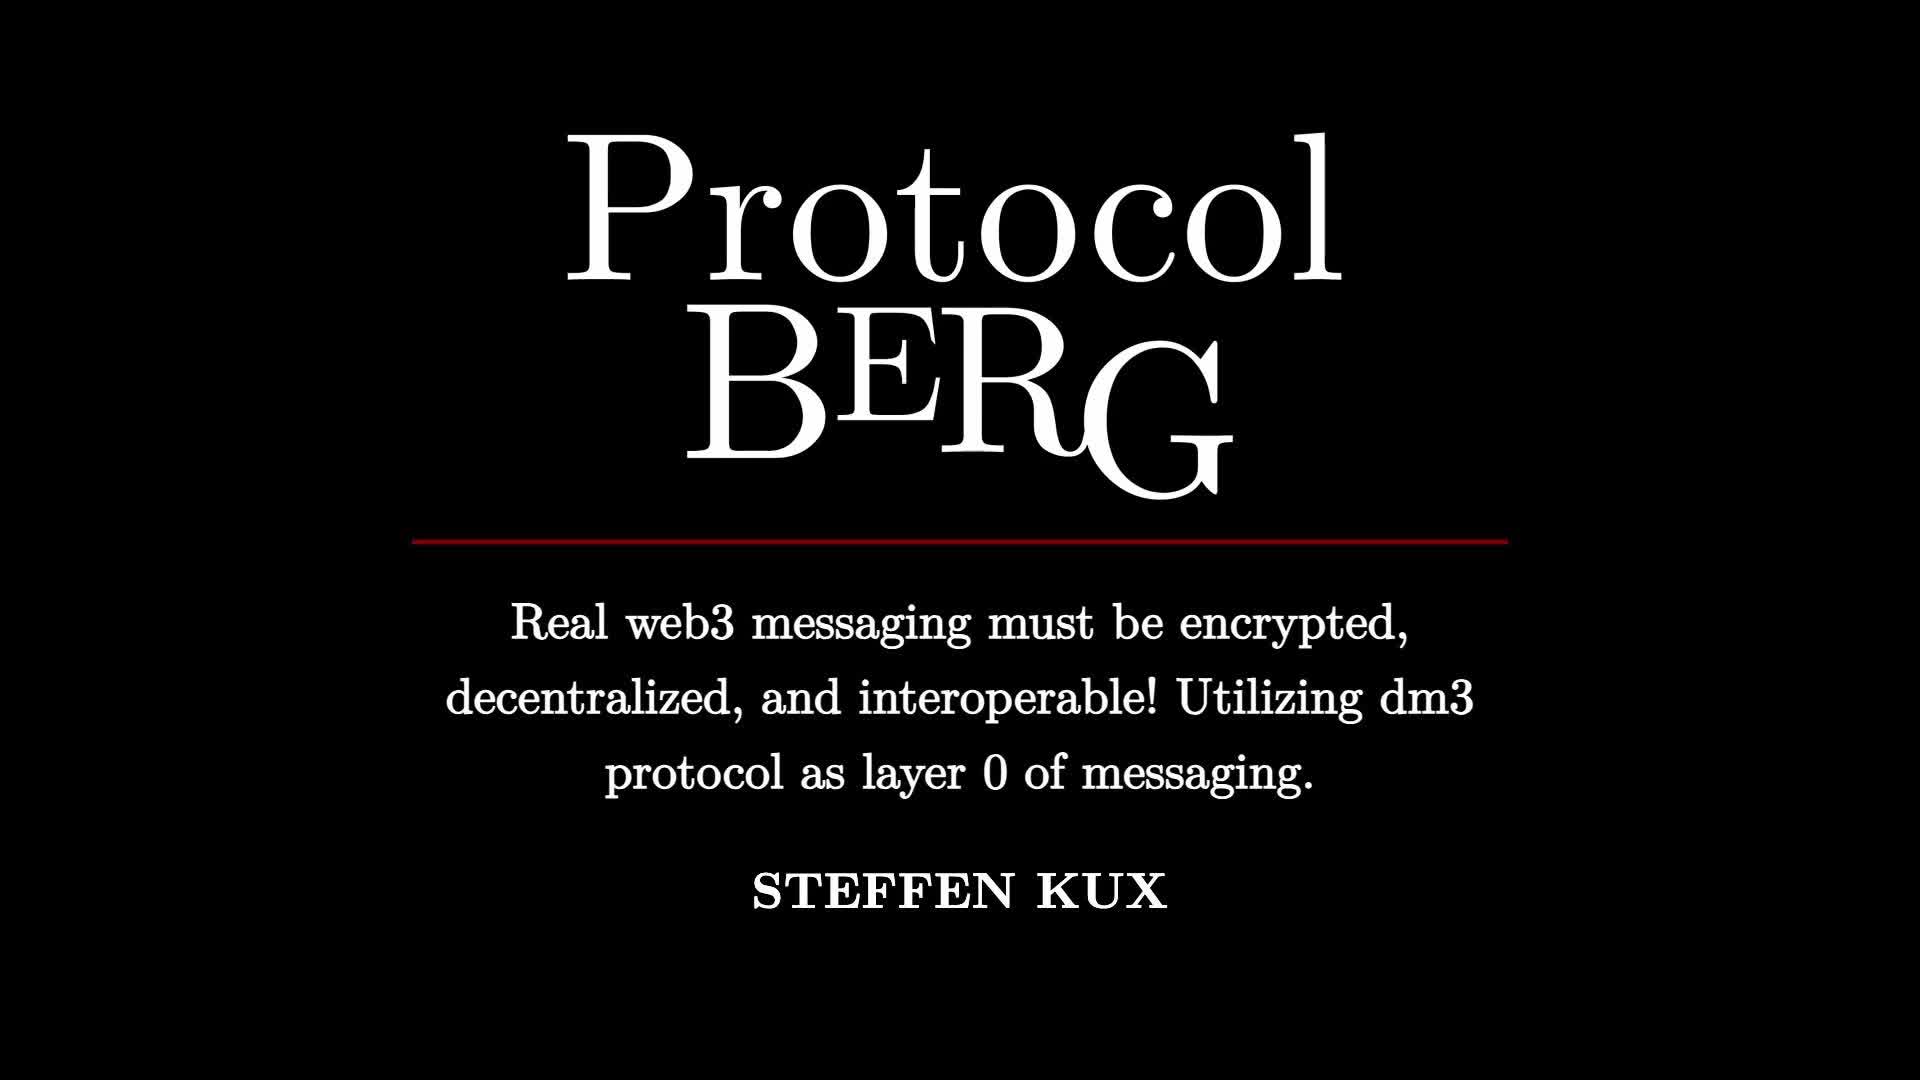 Protocol
BERG
Real web3 messaging must be encrypted,
decentralized, and interoperable! Utilizing dm3
protocol as layer 0 of messaging.
STEFFEN KUX